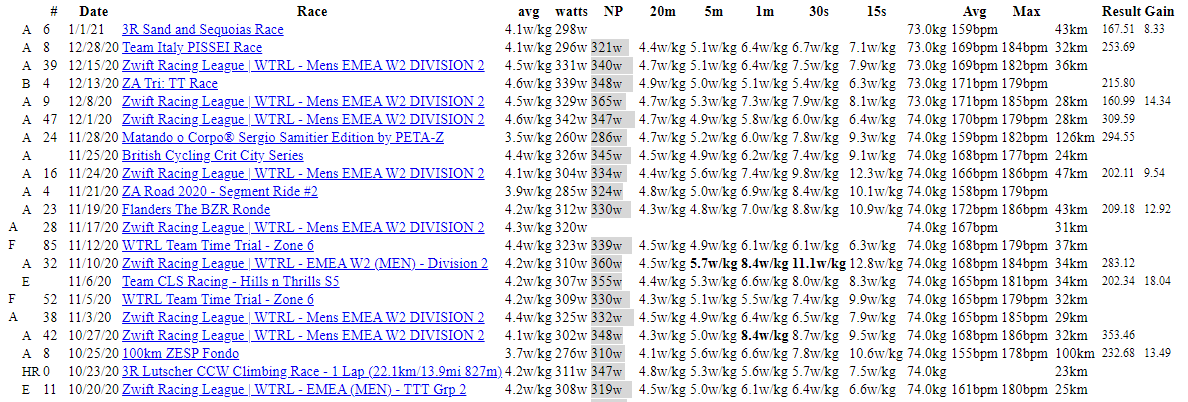 # Date Race avg watts NP 20m 5m 1m 30s 15s Avg Max Result Gain
A 6 1/1/21 3R Sand and Sequoias Race 4.1w/kg 298w 73.0kg 159bpm 43km 167.51 8.33
A 8 12/28/20 Team Italy PISSEI Race 4.1w/kg 296w 321w 4.4w/kg 5.1w/kg 6.4w/kg 6.7w/kg 7.1w/kg 73.0kg 169bpm 184bpm 32km 253.69
A 39 12/15/20 Zwift Racing League | WTRL - Mens EMEA W2 DIVISION 2 4.5w/kg 331w 340w 4.7w/kg 5.1w/kg 6.4w/kg 7.5w/kg 7.9w/kg 73.0kg 169bpm 182bpm 36km
B 4 12/13/20 ZA Tri: TT Race 4.6w/kg 339w 348w 4.9w/kg 5.0w/kg 5.1w/kg 5.4w/kg 6.3w/kg 73.0kg 171bpm 179bpm 215.80
A 9 12/8/20 Zwift Racing League | WTRL - Mens EMEA W2 DIVISION 2 4.5w/kg 329w 365w 4.7w/kg 5.3w/kg 7.3w/kg 7.9w/kg 8.1w/kg 73.0kg 171bpm 185bpm 28km 160.99 14.34
A 47 12/1/20 Zwift Racing League | WTRL - Mens EMEA W2 DIVISION 2 4.6w/kg 342w 347w 4.7w/kg 4.9w/kg 5.8w/kg 6.0w/kg 6.4w/kg 74.0kg 170bpm 179bpm 28km 309.59
A 24 11/28/20 Matando o Corpo® Sergio Samitier Edition by PETA-Z 3.5w/kg 260w 286w 4.7w/kg 5.2w/kg 6.0w/kg 7.8w/kg 9.3w/kg 74.0kg 159bpm 182bpm 126km 294.55
A 11/25/20 British Cycling Crit City Series 4.4w/kg 326w 345w 4.5w/kg 4.9w/kg 6.2w/kg 7.4w/kg 9.1w/kg 74.0kg 168bpm 177bpm 24km
A 16 11/24/20 Zwift Racing League | WTRL - Mens EMEA W2 DIVISION 2 4.1w/kg 304w 334w 4.4w/kg 5.6w/kg 7.4w/kg 9.8w/kg 12.3w/kg 74.0kg 166bpm 186bpm 47km 202.11 9.54
A 4 11/21/20 ZA Road 2020 - Segment Ride #2 3.9w/kg 285w 324w 4.8w/kg 5.0w/kg 6.9w/kg 8.4w/kg 10.1w/kg 74.0kg 158bpm 179bpm
A 23 11/19/20 Flanders The BZR Ronde 4.2w/kg 312w 330w 4.3w/kg 4.8w/kg 7.0w/kg 8.8w/kg 10.9w/kg 74.0kg 172bpm 186bpm 43km 209.18 12.92
A 28 11/17/20 Zwift Racing League | WTRL - Mens EMEA W2 DIVISION 2 4.3w/kg 320w 74.0kg 167bpm 31km
F 85 11/12/20 WTRL Team Time Trial - Zone 6 4.4w/kg 323w 339w 4.5w/kg 4.9w/kg 6.1w/kg 6.1w/kg 6.3w/kg 74.0kg 168bpm 179bpm 37km
A 32 11/10/20 Zwift Racing League | WTRL - EMEA W2 (MEN) - Division 2 4.2w/kg 310w 360w 4.5w/kg 5.7w/kg 8.4w/kg 11.1w/kg 12.8w/kg 74.0kg 168bpm 184bpm 34km 283.12
E 11/6/20 Team CLS Racing - Hills n Thrills S5 4.2w/kg 307w 355w 4.4w/kg 5.3w/kg 6.6w/kg 8.0w/kg 8.3w/kg 74.0kg 165bpm 181bpm 34km 202.34 18.04
F 52 11/5/20 WTRL Team Time Trial - Zone 6 4.2w/kg 309w 330w 4.3w/kg 5.1w/kg 5.5w/kg 7.4w/kg 9.9w/kg 74.0kg 165bpm 179bpm 32km
A 38 11/3/20 Zwift Racing League | WTRL - Mens EMEA W2 DIVISION 2 4.4w/kg 325w 332w 4.5w/kg 4.9w/kg 6.4w/kg 6.5w/kg 7.9w/kg 74.0kg 165bpm 185bpm 29km
A 42 10/27/20 Zwift Racing League | WTRL - Mens EMEA W2 DIVISION 2 4.1w/kg 302w 348w 4.3w/kg 5.0w/kg 8.4w/kg 8.7w/kg 9.5w/kg 74.0kg 168bpm 186bpm 32km 353.46
A 8 10/25/20 100km ZESP Fondo 3.7w/kg 276w 310w 4.1w/kg 5.6w/kg 6.6w/kg 7.8w/kg 10.6w/kg 74.0kg 155bpm 178bpm 100km 232.68 13.49
HR 0 10/23/20 3R Lutscher CCW Climbing Race - 1 Lap (22.1km/13.9mi 827m) 4.2w/kg 311w 347w 4.8w/kg 5.3w/kg 5.6w/kg 5.7w/kg 7.5w/kg 74.0kg 23km
E 11 10/20/20 Zwift Racing League | WTRL - EMEA (MEN) - TTT Grp 2 4.2w/kg 308w 319w 4.5w/kg 5.0w/kg 6.1w/kg 6.4w/kg 6.6w/kg 74.0kg 161bpm 180bpm 25km